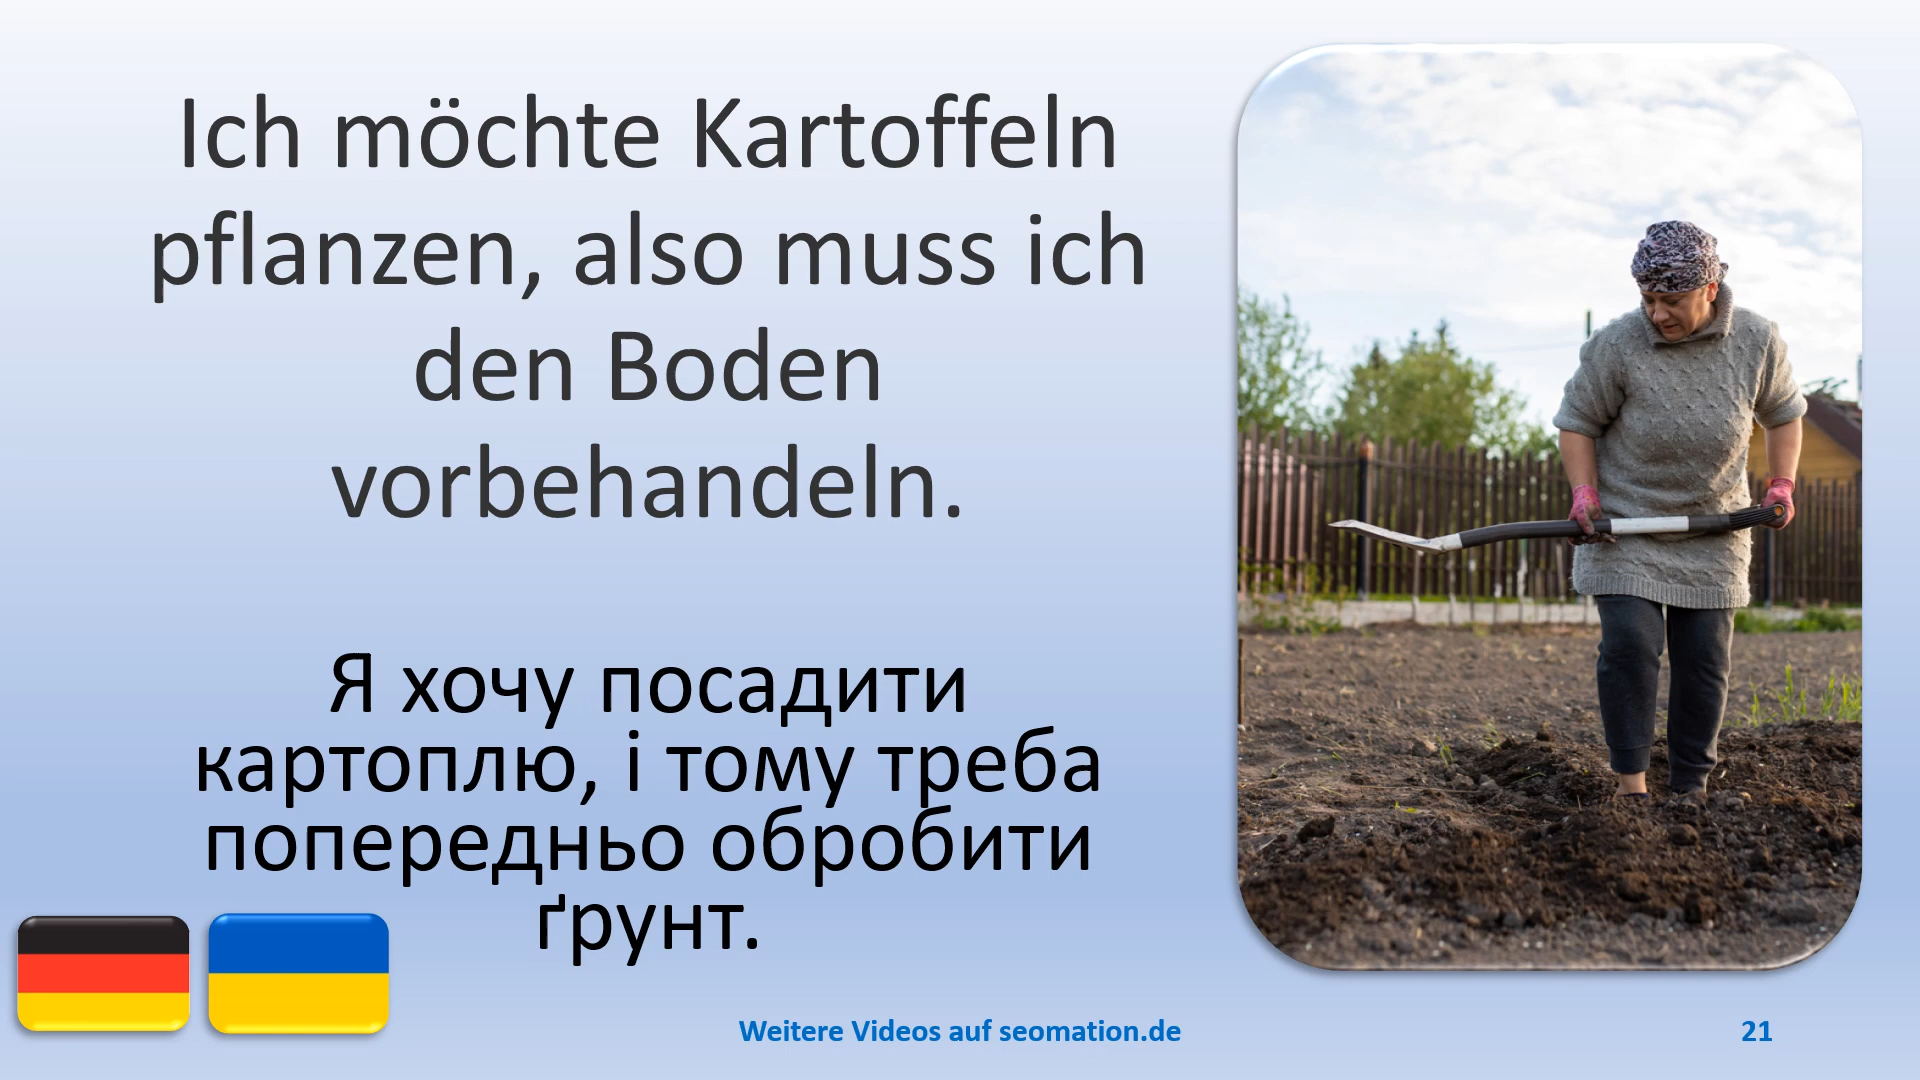 Ich möchte Kartoffeln
pflanzen, also muss ich
den Boden
vorbehandeln.
Я хочу посадити
картоплю, і тому треба
попередньо обробити
ґрунт.
Weitere Videos auf seomation.de
21